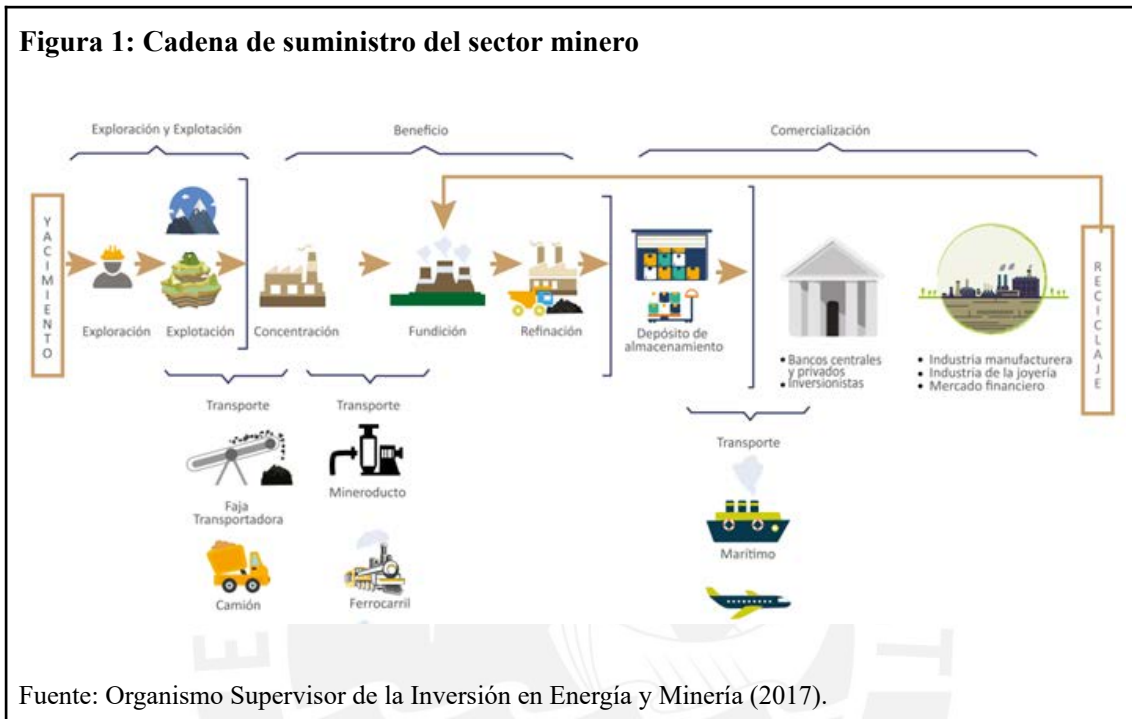 Figura 1: Cadena de suministro del sector minero
Exploración y Explotación
Beneficio
Comercialización
YACIMIENTO
Exploración
Explotación
Concentración
Fundición
Refinación
Depósito de
almacenamiento
• Bancos centrales
y privados
• Inversionistas
• Industria manufacturera
• Industria de la joyería
• Mercado financiero
RECICLAJE
Transporte
Faja
Transportadora
Camión
Transporte
Mineroducto
Ferrocarril
Transporte
Marítimo
E
T
Fuente: Organismo Supervisor de la Inversión en Energía y Minería (2017).